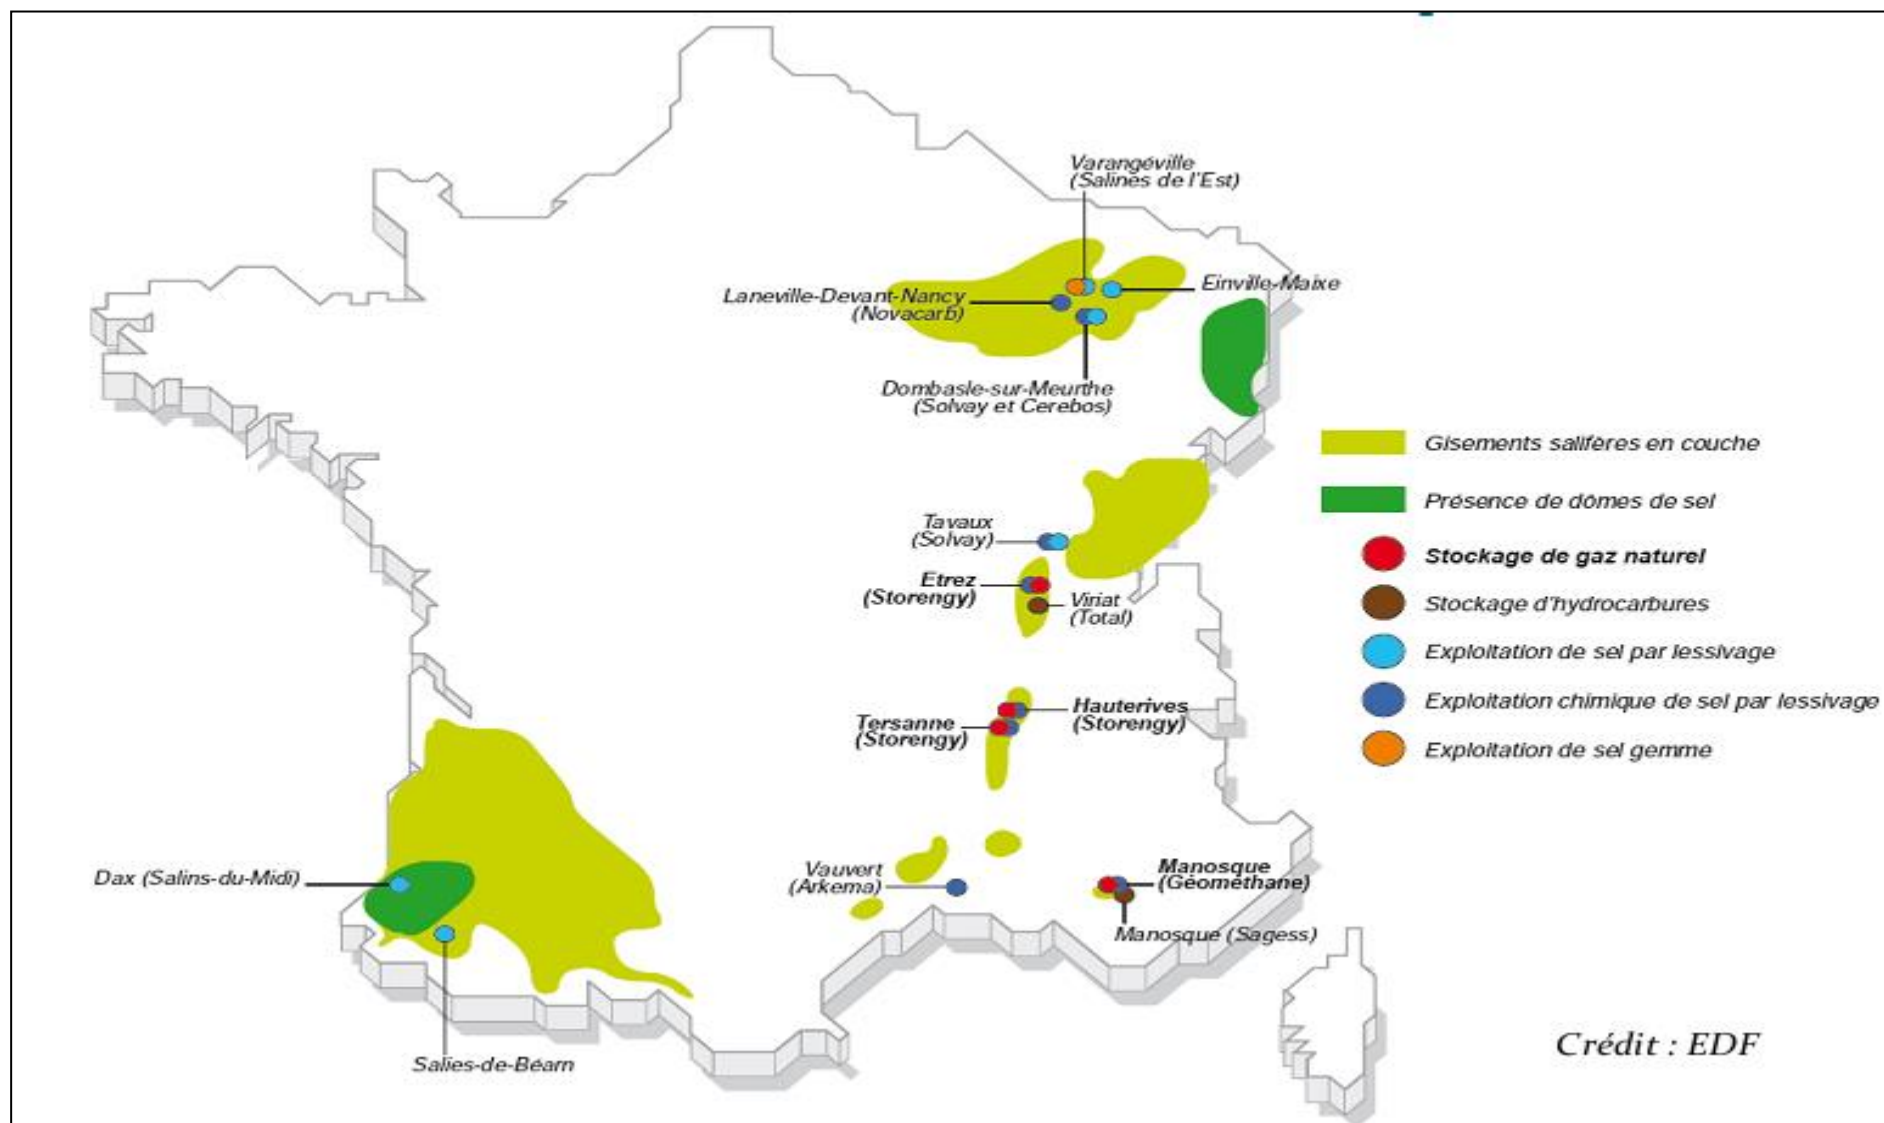 Varangéville
(Salines de l'Est)
Einville-Maixe
Laneville-Devant-Nancy
(Novacarb)
Dombasle-sur-Meurthe
(Solvay et Cerebos)
Gisements salifères en couche
Présence de dômes de sel
Tavaux
(Solvay)
Stockage de gaz naturel
Etrez
(Storengy)
Viriat
(Total)
Stockage d'hydrocarbures
Exploitation de sel par lessivage
Hauterives
(Storengy)
Tersanne
(Storengy)
Exploitation chimique de sel par lessivage
Exploitation de sel gemme
Dax (Salins-du-Midi)
Vauvert
(Arkema)
Manosque
(Géométhane)
Manosque (Sagess)
Salies-de-Béarn
Crédit : EDF